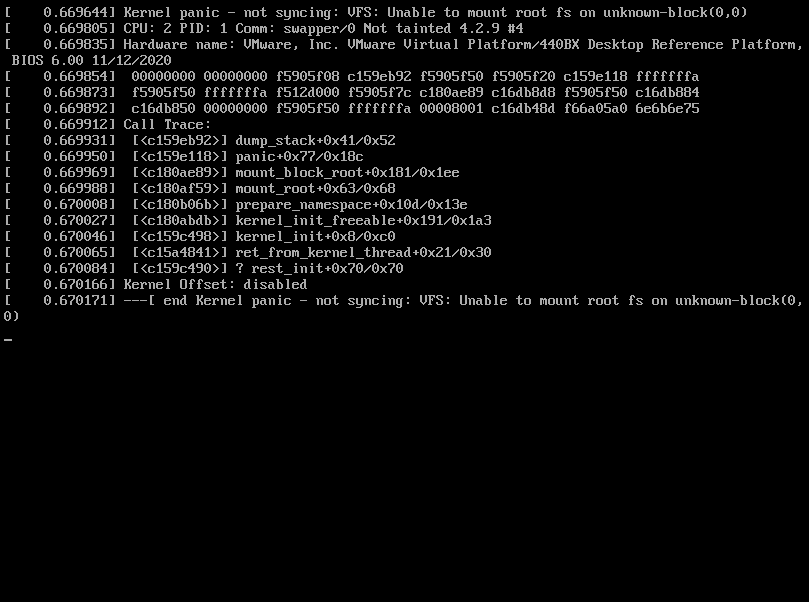 [    0.669644] Kernel panic - not syncing: VFS: Unable to mount root fs on unknown-block(0,0)
[    0.669805] CPU: 2 PID: 1 Comm: swapper/0 Not tainted 4.2.9 #4
[    0.669835] Hardware name: VMware, Inc. VMware Virtual Platform/440BX Desktop Reference Platform,
 BIOS 6.00 11/12/2020
[    0.669854]  00000000 00000000 f5905f08 c159eb92 f5905f50 f5905f20 c159e118 fffffffa
[    0.669873]  f5905f50 fffffffa f512d000 f5905f7c c180ae89 c16db8d8 f5905f50 c16db884
[    0.669892]  c16db850 00000000 f5905f50 fffffffa 00008001 c16db48d f66a05a0 6e6b6e75
[    0.669912] Call Trace:
[    0.669931]  [<c159eb92>] dump_stack+0x41/0x52
[    0.669950]  [<c159e118>] panic+0x77/0x18c
[    0.669969]  [<c180ae89>] mount_block_root+0x181/0x1ee
[    0.669988]  [<c180af59>] mount_root+0x63/0x68
[    0.670008]  [<c180b06b>] prepare_namespace+0x10d/0x13e
[    0.670027]  [<c180abdb>] kernel_init_freeable+0x191/0x1a3
[    0.670046]  [<c159c498>] kernel_init+0x8/0xc0
[    0.670065]  [<c15a4841>] ret_from_kernel_thread+0x21/0x30
[    0.670084]  [<c159c490>] ? rest_init+0x70/0x70
[    0.670166] Kernel Offset: disabled
[    0.670171] ---[ end Kernel panic - not syncing: VFS: Unable to mount root fs on unknown-block(0,
0)
_